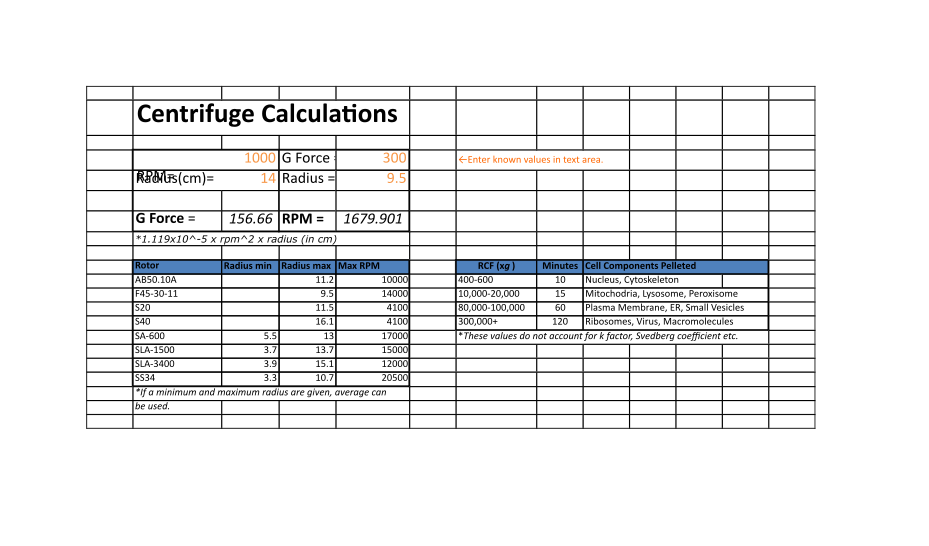 Centrifuge Calculations
RPM= 1000 G Force = 300 ←Enter known values in text area.
Radius(cm)= 14 Radius = 9.5
G Force = 156.66 RPM = 1679.901
*1.119x10^-5 x rpm^2 x radius (in cm)
Rotor Radius min Radius max Max RPM RCF (xg) Minutes Cell Components Pelleted
AB50.10A 11.2 10000 400-600 10 Nucleus, Cytoskeleton
F45-30-11 9.5 14000 10,000-20,000 15 Mitochodria, Lysosome, Peroxisome
S20 11.5 4100 80,000-100,000 60 Plasma Membrane, ER, Small Vesicles
S40 16.1 4100 300,000+ 120 Ribosomes, Virus, Macromolecules
SA-600 5.5 13 17000 *These values do not account for k factor, Svedberg coefficient etc.
SLA-1500 3.7 13.7 15000
SLA-3400 3.9 15.1 12000
SS34 3.3 10.7 20500
*If a minimum and maximum radius are given, average can
be used.